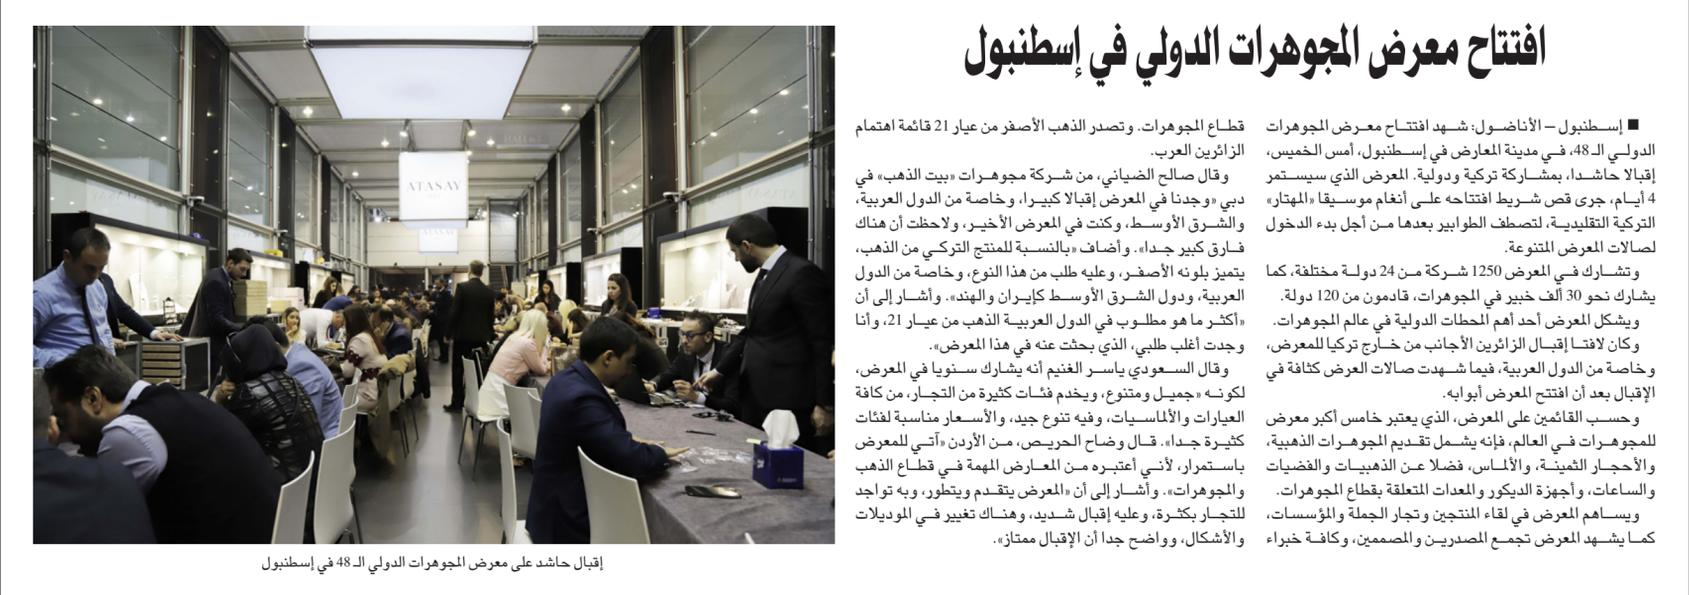 افتتاح معرض المجوهرات الدولي في إسطنبول
■ إسطنبول – الأناضول: شهد افتتاح معرض المجوهرات
الدولي الـ 48، في مدينة المعارض في إسطنبول، أمس الخميس،
إقبالا حاشدا، بمشاركة تركية ودولية. المعرض الذي سيستمر
4 أيام، جرى قص شريط افتتاحه على أنغام موسيقا «المهتار»
التركية التقليدية، لتصطف الطوابير بعدها من أجل بدء الدخول
لصالات المعرض المتنوعة.
وتشارك في المعرض 1250 شركة من 24 دولة مختلفة، كما
يشارك نحو 30 ألف خبير في المجوهرات، قادمون من 120 دولة.
ويشكل المعرض أحد أهم المحطات الدولية في عالم المجوهرات.
وكان لافتا إقبال الزائرين الأجانب من خارج تركيا للمعرض،
وخاصة من الدول العربية، فيما شهدت صالات العرض كثافة في
الإقبال بعد أن افتتح المعرض أبوابه.
وحسب القائمين على المعرض، الذي يعتبر خامس أكبر معرض
للمجوهرات في العالم، فإنه يشمل تقديم المجوهرات الذهبية،
والأحجار الثمينة، والألماس، فضلا عن الذهبيات والفضيات
والساعات، وأجهزة الديكور والمعدات المتعلقة بقطاع المجوهرات.
ويساهم المعرض في لقاء المنتجين وتجار الجملة والمؤسسات،
كما يشهد المعرض تجمع المصدرين والمصممين، وكافة خبراء
قطاع المجوهرات. وتصدر الذهب الأصفر من عيار 21 قائمة اهتمام
الزائرين العرب.
وقال صالح الضياني، من شركة مجوهرات «بيت الذهب» في
دبي «وجدنا في المعرض إقبالا كبيرا، وخاصة من الدول العربية،
والشرق الأوسط، وكنت في المعرض الأخير، ولاحظت أن هناك
فارق كبير جدا». وأضاف «بالنسبة للمنتج التركي من الذهب،
يتميز بلونه الأصفر، وعليه طلب من هذا النوع، وخاصة من الدول
العربية، ودول الشرق الأوسط كإيران والهند». وأشار إلى أن
«أكثر ما هو مطلوب في الدول العربية الذهب من عيار 21، وأنا
وجدت أغلب طلبي، الذي بحثت عنه في هذا المعرض».
وقال السعودي ياسر الغنيم أنه يشارك سنويا في المعرض،
لكونه «جميل ومتنوع، ويخدم فئات كثيرة من التجار، من كافة
العيارات والألماسيات، وفيه تنوع جيد، والأسعار مناسبة لفئات
كثيرة جدا». قال وضاح الحريص، من الأردن «آتي للمعرض
باستمرار، لأنني أعتبره من المعارض المهمة في قطاع الذهب
والمجوهرات». وأشار إلى أن «المعرض يتقدم ويتطور، وبه تواجد
للتجار بكثرة، وعليه إقبال شديد، وهناك تغيير في الموديلات
والأشكال، وواضح جدا أن الإقبال ممتاز».
ATASAY
إقبال حاشد على معرض المجوهرات الدولي الـ 48 في إسطنبول